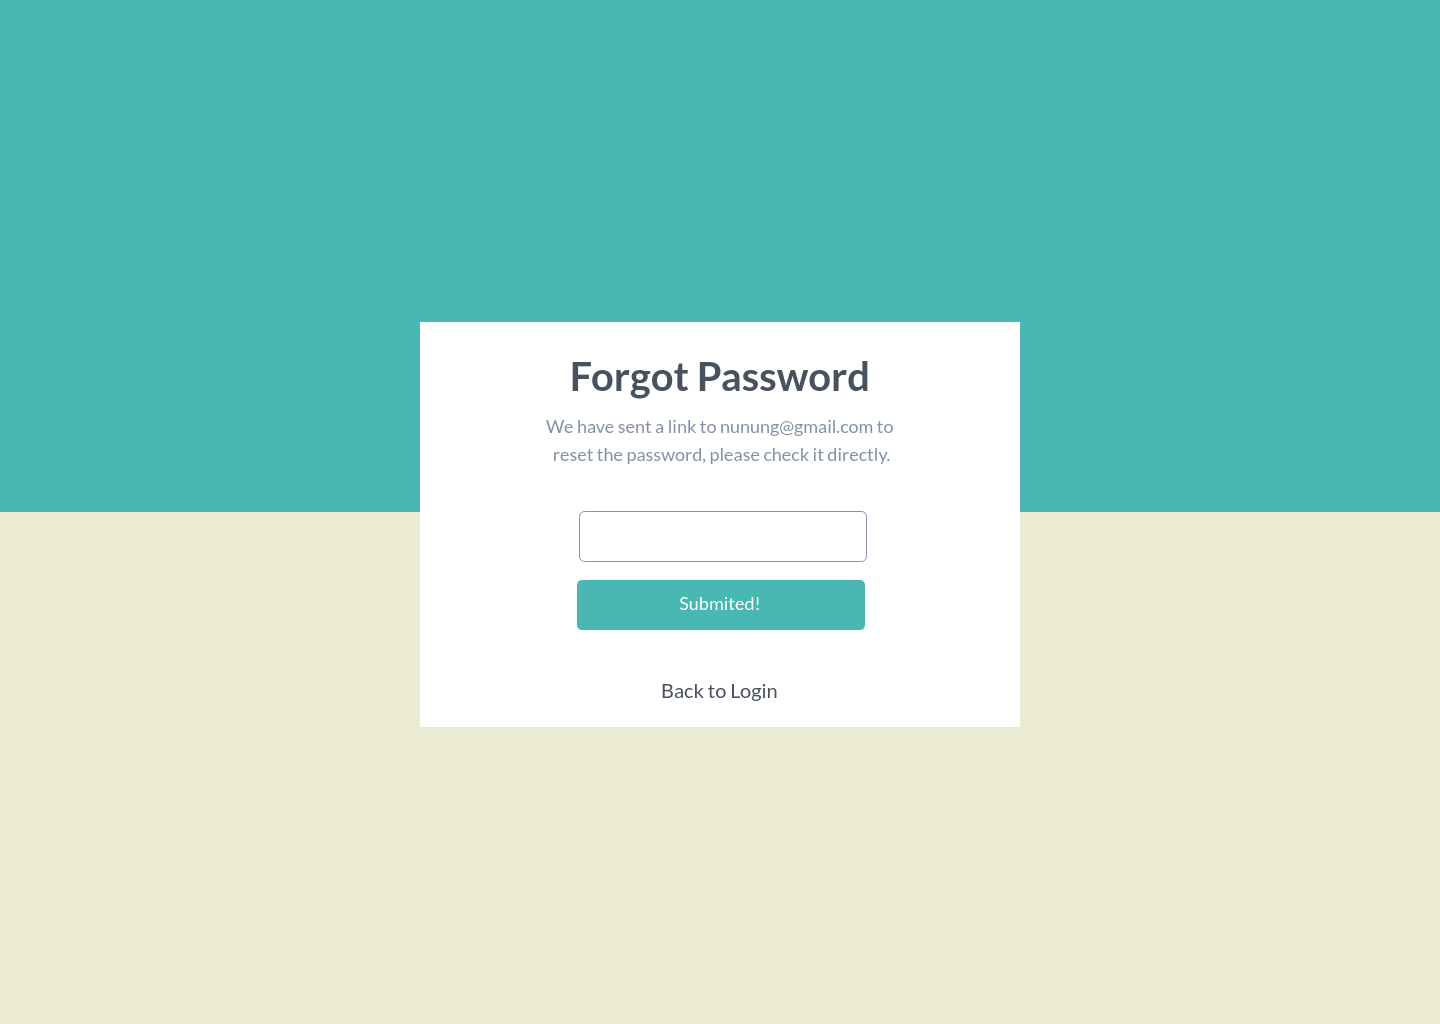 Forgot Password
We have sent a link to nunung@gmail.com to
reset the password, please check it directly.
Submited!
Back to Login